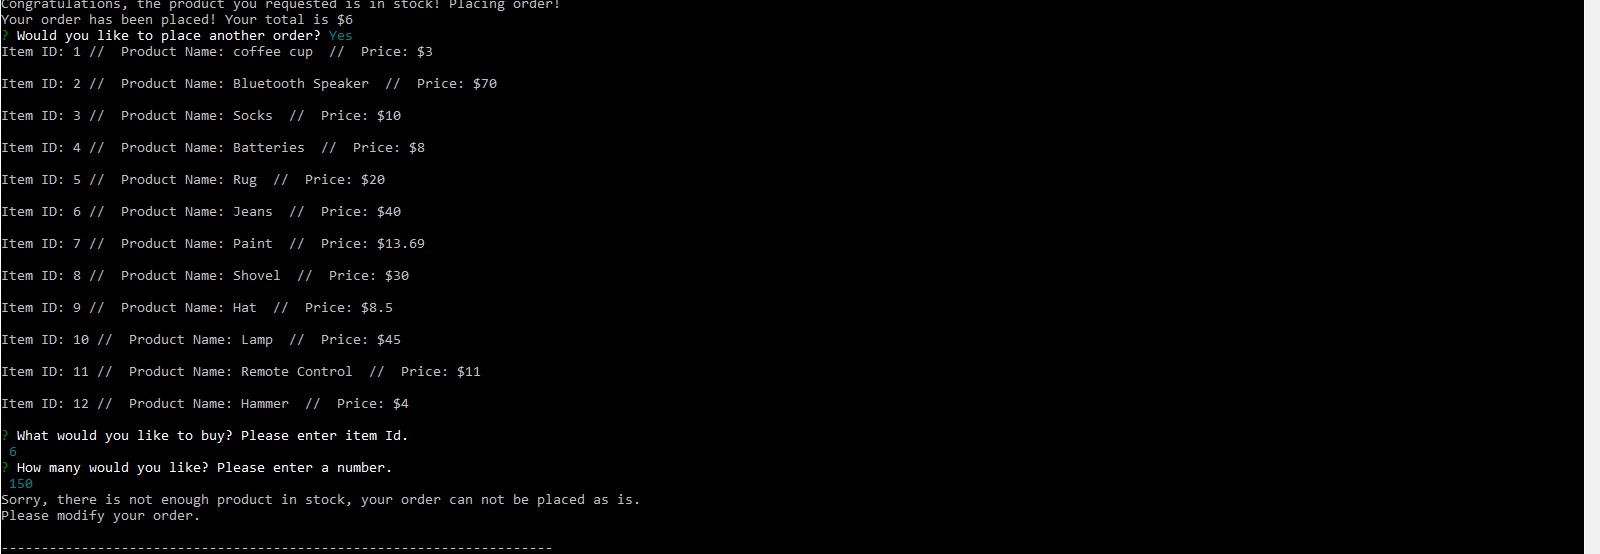 Congratulations, the product you requested is in stock! Placing order!
Your order has been placed! Your total is $6
? Would you like to place another order? Yes
Item ID: 1 //  Product Name: coffee cup  //  Price: $3
Item ID: 2 //  Product Name: Bluetooth Speaker  //  Price: $70
Item ID: 3 //  Product Name: Socks  //  Price: $10
Item ID: 4 //  Product Name: Batteries  //  Price: $8
Item ID: 5 //  Product Name: Rug  //  Price: $20
Item ID: 6 //  Product Name: Jeans  //  Price: $40
Item ID: 7 //  Product Name: Paint  //  Price: $13.69
Item ID: 8 //  Product Name: Shovel  //  Price: $30
Item ID: 9 //  Product Name: Hat  //  Price: $8.5
Item ID: 10 //  Product Name: Lamp  //  Price: $45
Item ID: 11 //  Product Name: Remote Control  //  Price: $11
Item ID: 12 //  Product Name: Hammer  //  Price: $4
? What would you like to buy? Please enter item Id.
6
? How many would you like? Please enter a number.
150
Sorry, there is not enough product in stock, your order can not be placed as is.
Please modify your order.
---------------------------------------------------------------------